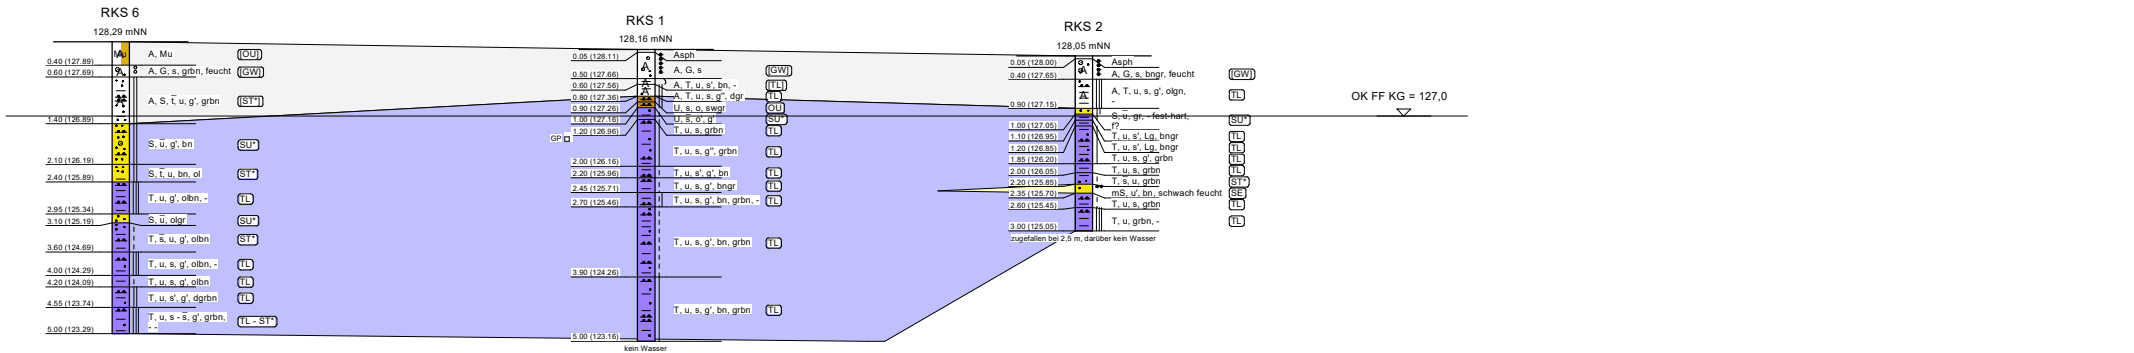 RKS 6
128,29 mNN
0.40 (127.89)
0.60 (127.69)
1.40 (126.89)
2.10 (126.19)
2.40 (125.89)
2.95 (125.34)
3.10 (125.19)
3.60 (124.69)
4.00 (124.29)
4.20 (124.09)
4.55 (123.74)
5.00 (123.29)
Mu
A
A, Mu [OU]
A, G, s, grbn, feucht [GW]
A, S, t̅, u, g', grbn [ST*]
S, u̅, g', bn SU*
S, t̅, u, bn, ol ST*
T, u, g', olbn, - TL
S, u̅, olgr SU*
T, s̅, u, g', olbn ST*
T, u, s, g', olbn, - TL
T, u, s, g', olbn TL
T, u, s', g', dgrbn TL
T, u, s - s̅, g', grbn,
- -
TL - ST*
RKS 1
128,16 mNN
0.05 (128.11)
0.50 (127.66)
0.60 (127.56)
0.80 (127.36)
0.90 (127.26)
1.00 (127.16)
1.20 (126.96)
GP
2.00 (126.16)
2.20 (125.96)
2.45 (125.71)
2.70 (125.46)
3.90 (124.26)
5.00 (123.16)
kein Wasser
A
A
A
Asph
A, G, s [GW]
A, T, u, s', bn, - [TL]
A, T, u, s, g'', dgr TL
U, s, o, swgr OU
U, s̅, o', g' SU*
T, u, s, grbn TL
T, u, s, g'', grbn TL
T, u, s', g', bn TL
T, u, s, g', bngr TL
T, u, s, g', bn, grbn, - TL
T, u, s, g', bn, grbn TL
T, u, s, g', bn, grbn TL
RKS 2
128,05 mNN
0.05 (128.00)
0.40 (127.65)
0.90 (127.15)
1.00 (127.05)
1.10 (126.95)
1.20 (126.85)
1.85 (126.20)
2.00 (126.05)
2.20 (125.85)
2.35 (125.70)
2.60 (125.45)
3.00 (125.05)
zugefallen bei 2,5 m, darüber kein Wasser
A
A
Asph
A, G, s, bngr, feucht [GW]
A, T, u, s, g', olgn,
-
TL
S, u, gr, - fest-hart,
f?
SU*
T, u, s', Lg, bngr TL
T, u, s', Lg, bngr TL
T, u, s, g', grbn TL
T, u, s, grbn TL
T, s, u, grbn ST*
mS, u', bn, schwach feucht SE
T, u, s, grbn TL
T, u, grbn, - TL
OK FF KG = 127,0